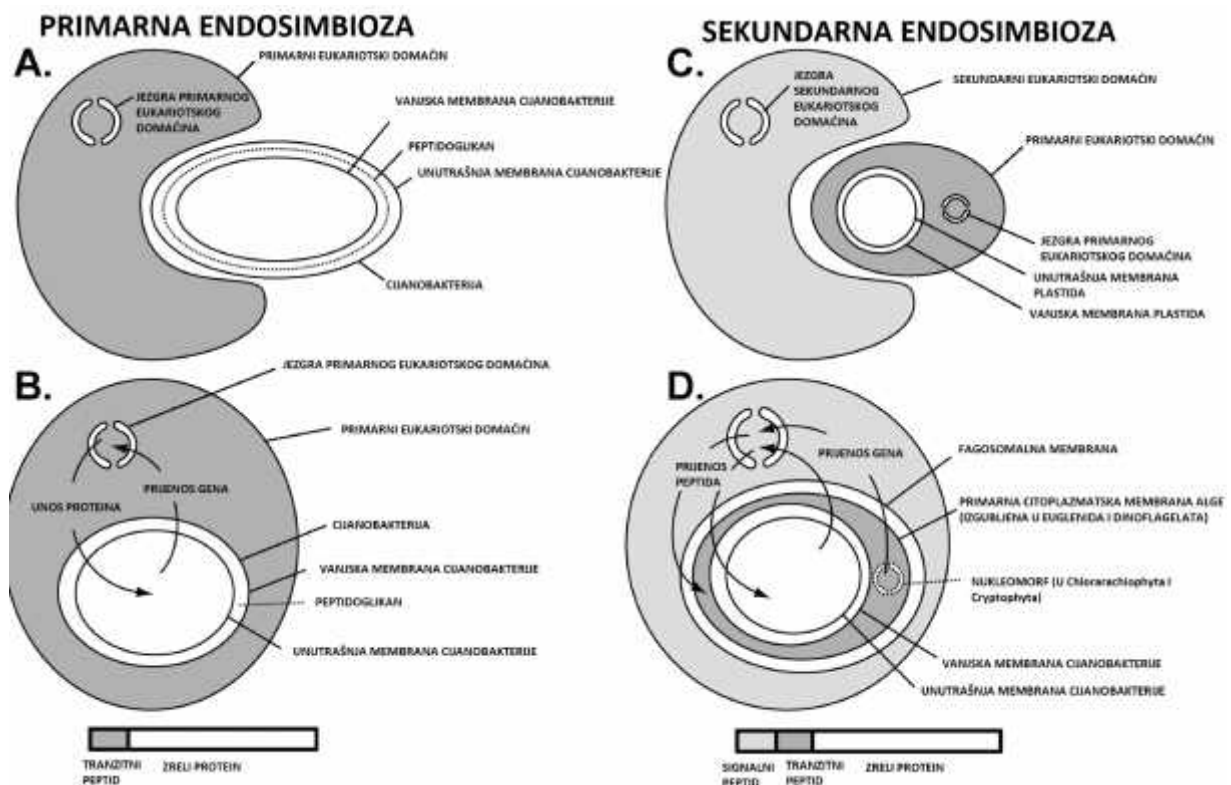 PRIMARNA ENDOSIMBIOZA
A.
PRIMARNI EUKARIOTSKI DOMAĆIN
JEZGRA PRIMARNOG
EUKARIOTSKOG
DOMAĆINA
VANJSKA MEMBRANA CIJANOBAKTERIJE
PEPTIDOGLIKAN
UNUTRAŠNJA MEMBRANA CIJANOBAKTERIJE
CIJANOBAKTERIJA
B.
JEZGRA PRIMARNOG EUKARIOTSKOG DOMAĆINA
PRIMARNI EUKARIOTSKI DOMAĆIN
UNOS PROTEINA
PRIJENOS GENA
CIJANOBAKTERIJA
VANJSKA MEMBRANA CIJANOBAKTERIJE
PEPTIDOGLIKAN
UNUTRAŠNJA MEMBRANA CIJANOBAKTERIJE
TRANZITNI
PEPTID
ZRELI PROTEIN
SEKUNDARNA ENDOSIMBIOZA
C.
JEZGRA
SEKUNDARNOG
EUKARIOTSKOG
DOMAĆINA
SEKUNDARNI EUKARIOTSKI DOMAĆIN
PRIMARNI EUKARIOTSKI DOMAĆIN
JEZGRA PRIMARNOG
EUKARIOTSKOG DOMAĆINA
UNUTRAŠNJA MEMBRANA
PLASTIDA
VANJSKA MEMBRANA PLASTIDA
D.
PRIJENOS
PEPTIDA
PRIJENOS GENA
FAGOSOMALNA MEMBRANA
PRIMARNA CITOPLAZMATSKA MEMBRANA ALGE
(IZGUBLJENA U EUGLENIDA I DINOFLAGELATA)
NUKLEOMORF (U Chlorarachiophyta I
Cryptophyta)
VANJSKA MEMBRANA CIJANOBAKTERIJE
UNUTRAŠNJA MEMBRANA CIJANOBAKTERIJE
SIGNALNI
PEPTID
TRANZITNI
PEPTID
ZRELI PROTEIN